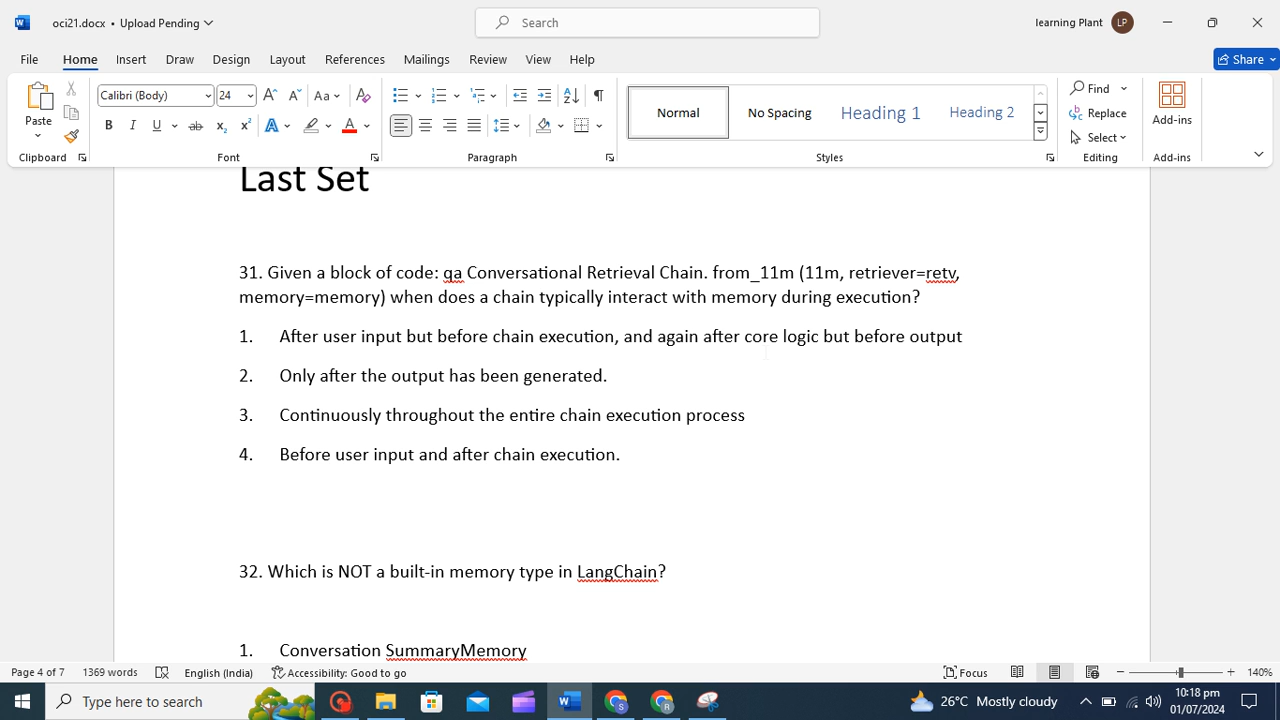 oci21.docx • Upload Pending
Search
learning Plant
LP
File Home Insert Draw Design Layout References Mailings Review View Help
Share
Paste
Clipboard
Calibri (Body) 24
Font
Paragraph
Normal
No Spacing
Heading 1
Heading 2
Styles
Find
Replace
Select
Editing
Add-ins
Add-ins
Last Set
31. Given a block of code: qa Conversational Retrieval Chain. from_11m (11m, retriever=retv,
memory=memory) when does a chain typically interact with memory during execution?
1. After user input but before chain execution, and again after core logic but before output
2. Only after the output has been generated.
3. Continuously throughout the entire chain execution process
4. Before user input and after chain execution.
32. Which is NOT a built-in memory type in LangChain?
1. Conversation SummaryMemory
Page 4 of 7 1369 words English (India) Accessibility: Good to go Focus 140%
Type here to search
26°C Mostly cloudy
10:18 pm
01/07/2024